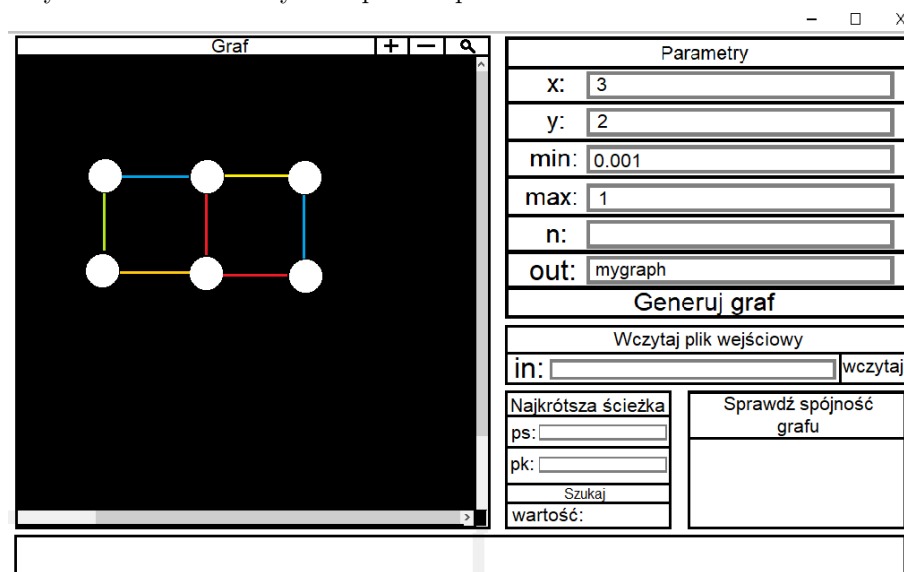 Graf
Parametry
x: 3
y: 2
min: 0.001
max: 1
n:
out: mygraph
Generuj graf
Wczytaj plik wejściowy
in:
wczytaj
Najkrótsza ścieżka
ps:
pk:
Szukaj
wartość:
Sprawdź spójność
grafu